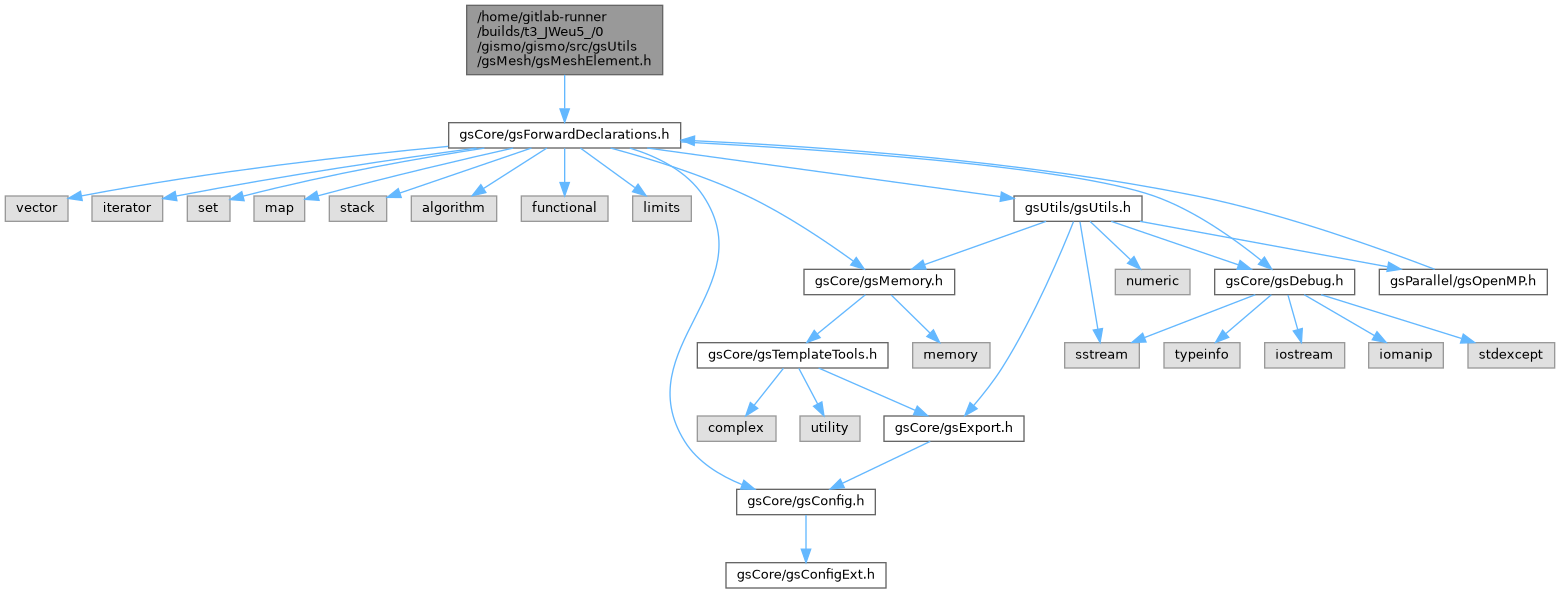 /home/gitlab-runner
/builds/t3_JWeu5_/0
/gismo/gismo/src/gsUtils
/gsMesh/gsMeshElement.h
gsCore/gsForwardDeclarations.h
vector
iterator
set
map
stack
algorithm
functional
limits
gsUtils/gsUtils.h
gsCore/gsMemory.h
numeric
gsCore/gsDebug.h
gsParallel/gsOpenMP.h
gsCore/gsTemplateTools.h
memory
sstream
typeinfo
iostream
iomanip
stdexcept
complex
utility
gsCore/gsExport.h
gsCore/gsConfig.h
gsCore/gsConfigExt.h